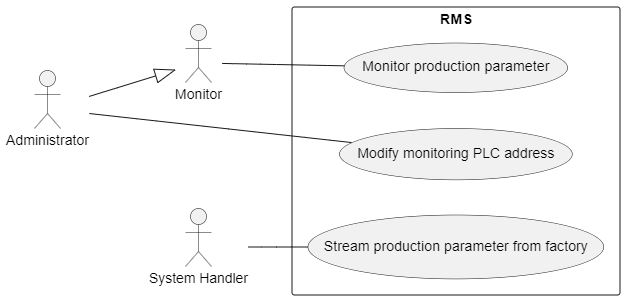 RMS
Monitor production parameter
Monitor
Administrator
Modify monitoring PLC address
Stream production parameter from factory
System Handler